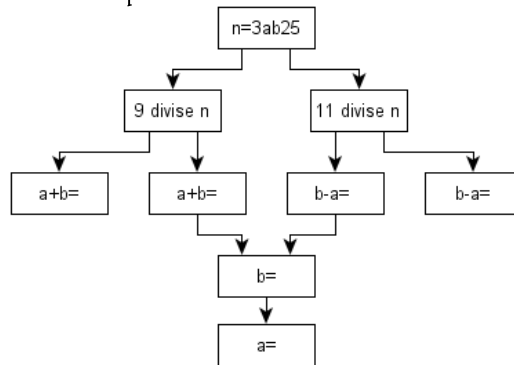 n=3ab25
9 divise n
11 divise n
a+b=
a+b=
b-a=
b-a=
b=
a=